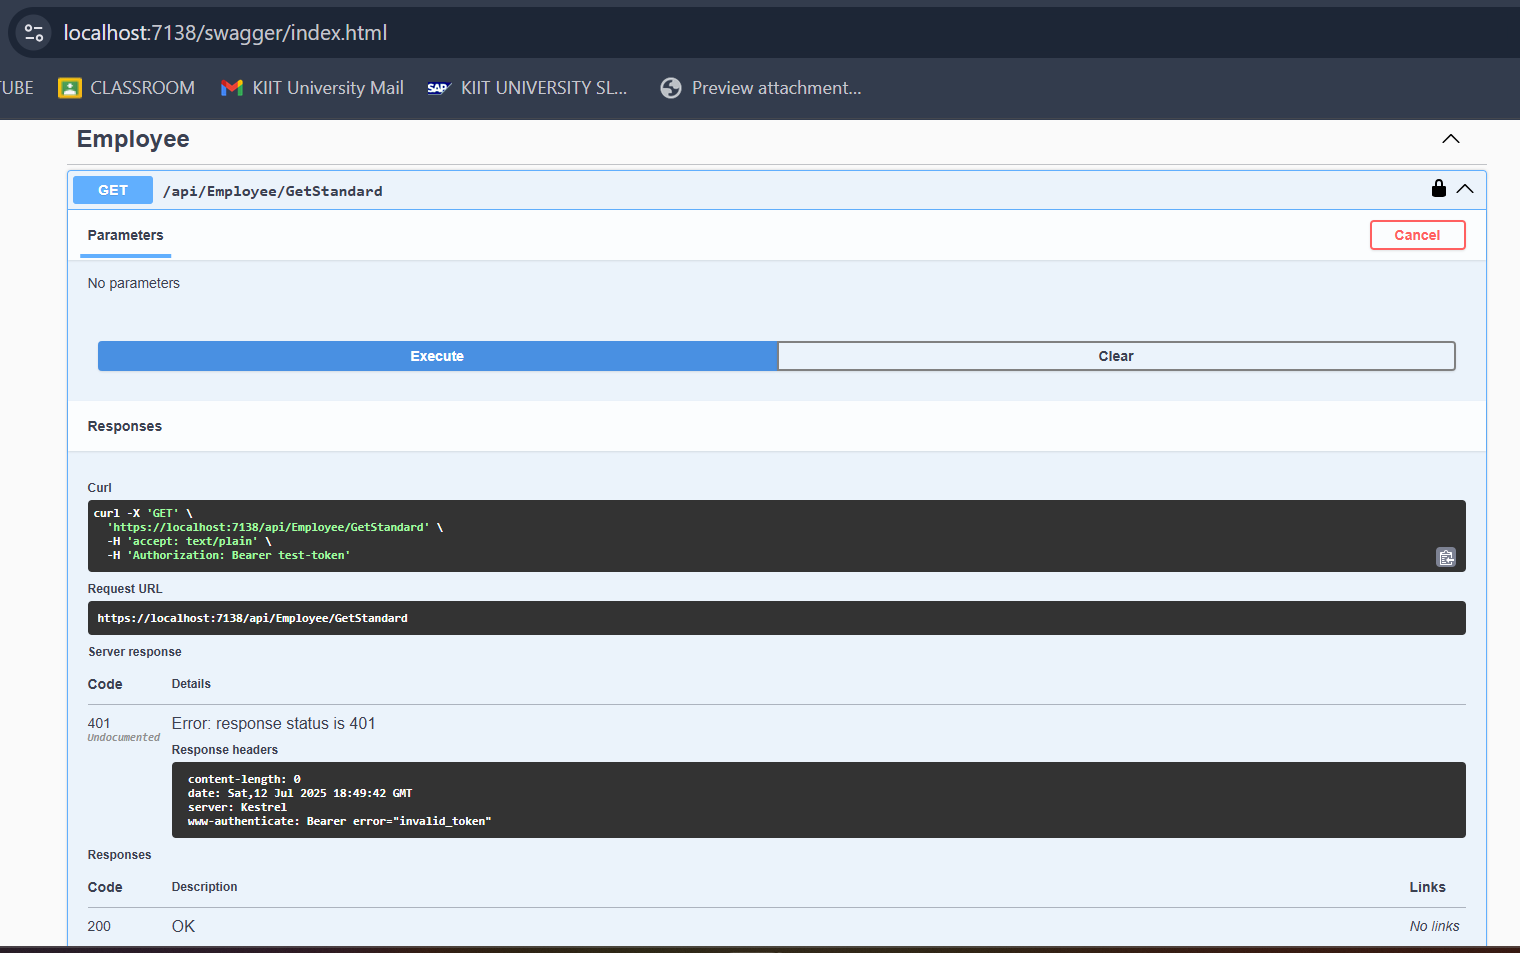 localhost:7138/swagger/index.html
UBE CLASSROOM KIIT University Mail SAP KIIT UNIVERSITY SL... Preview attachment...
Employee
GET /api/Employee/GetStandard
Parameters Cancel
No parameters
Execute Clear
Responses
Curl
curl -X 'GET' \
'https://localhost:7138/api/Employee/GetStandard' \
-H 'accept: text/plain' \
-H 'Authorization: Bearer test-token'
Request URL
https://localhost:7138/api/Employee/GetStandard
Server response
Code Details
401 Error: response status is 401
Undocumented
Response headers
content-length: 0
date: Sat,12 Jul 2025 18:49:42 GMT
server: Kestrel
www-authenticate: Bearer error="invalid_token"
Responses
Code Description Links
200 OK No links